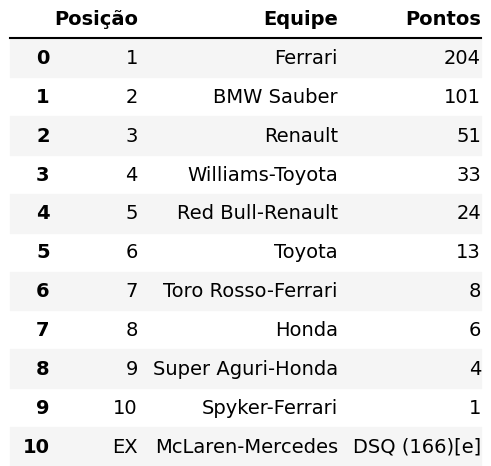 Posição Equipe Pontos
0 1 Ferrari 204
1 2 BMW Sauber 101
2 3 Renault 51
3 4 Williams-Toyota 33
4 5 Red Bull-Renault 24
5 6 Toyota 13
6 7 Toro Rosso-Ferrari 8
7 8 Honda 6
8 9 Super Aguri-Honda 4
9 10 Spyker-Ferrari 1
10 EX McLaren-Mercedes DSQ (166)[e]